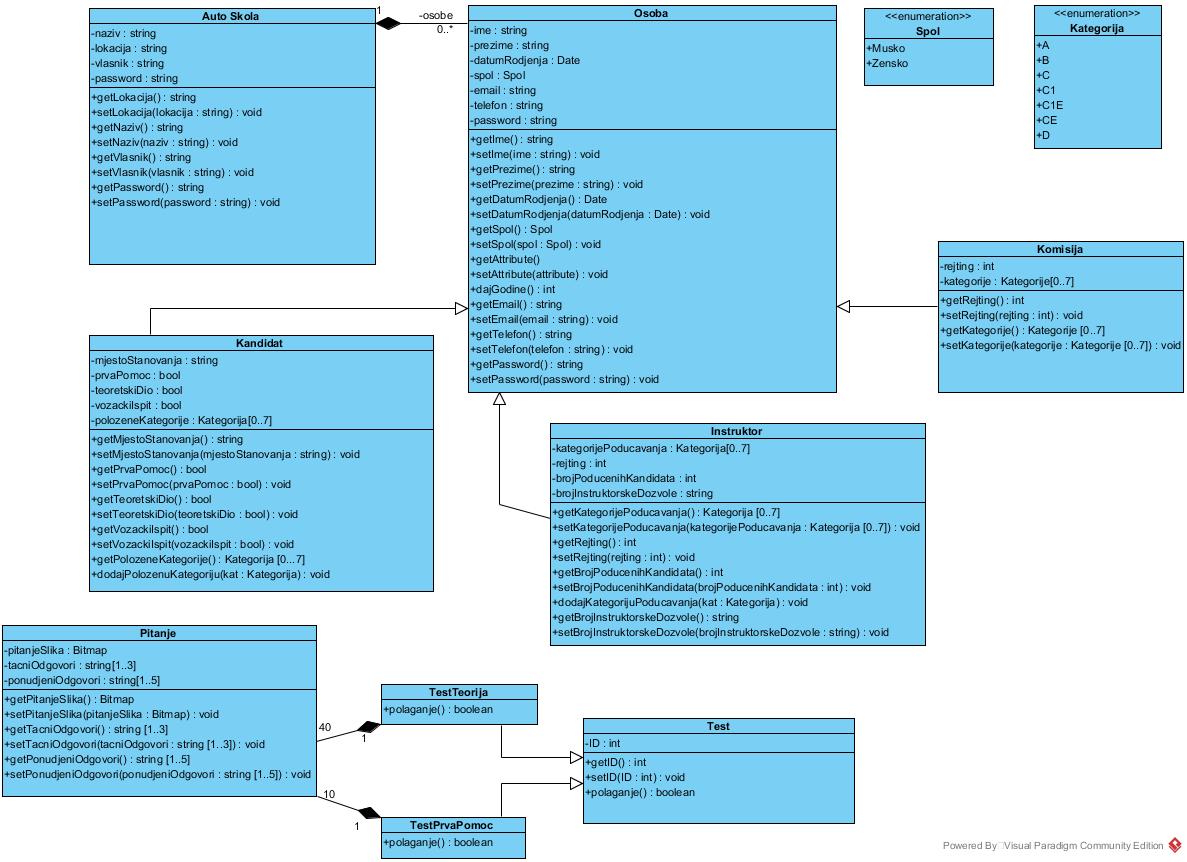 Auto Skola
-naziv : string
-lokacija : string
-vlasnik : string
-password : string
+getLokacija() : string
+setLokacija(lokacija : string) : void
+getNaziv() : string
+setNaziv(naziv : string) : void
+getVlasnik() : string
+setVlasnik(vlasnik : string) : void
+getPassword() : string
+setPassword(password : string) : void
1
-osobe
0..*
Osoba
-ime : string
-prezime : string
-datumRodjenja : Date
-spol : Spol
-email : string
-telefon : string
-password : string
+getIme() : string
+setIme(ime : string) : void
+getPrezime() : string
+setPrezime(prezime : string) : void
+getDatumRodjenja() : Date
+setDatumRodjenja(datumRodjenja : Date) : void
+getSpol() : Spol
+setSpol(spol : Spol) : void
+getAttribute()
+setAttribute(attribute) : void
+dajGodine() : int
+getEmail() : string
+setEmail(email : string) : void
+getTelefon() : string
+setTelefon(telefon : string) : void
+getPassword() : string
+setPassword(password : string) : void
<<enumeration>>
Spol
+Musko
+Zensko
<<enumeration>>
Kategorija
+A
+B
+C
+C1
+C1E
+CE
+D
Komisija
-rejting : int
-kategorije : Kategorije[0..7]
+getRejting() : int
+setRejting(rejting : int) : void
+getKategorije() : Kategorije [0..7]
+setKategorije(kategorije : Kategorije [0..7]) : void
Kandidat
-mjestoStanovanja : string
-prvaPomoc : bool
-teoretskiDio : bool
-vozackiIspit : bool
-polozeneKategorije : Kategorija[0..7]
+getMjestoStanovanja() : string
+setMjestoStanovanja(mjestoStanovanja : string) : void
+getPrvaPomoc() : bool
+setPrvaPomoc(prvaPomoc : bool) : void
+getTeoretskiDio() : bool
+setTeoretskiDio(teoretskiDio : bool) : void
+getVozackiIspit() : bool
+setVozackiIspit(vozackiIspit : bool) : void
+getPolozeneKategorije() : Kategorija [0..7]
+dodajPolozenuKategoriju(kat : Kategorija) : void
Instruktor
-kategorijePoducavanja : Kategorija[0..7]
-rejting : int
-brojPoducenihKandidata : int
-brojInstruktorskeDozvole : string
+getKategorijePoducavanja() : Kategorija [0..7]
+setKategorijePoducavanja(kategorijePoducavanja : Kategorija [0..7]) : void
+getRejting() : int
+setRejting(rejting : int) : void
+getBrojPoducenihKandidata() : int
+setBrojPoducenihKandidata(brojPoducenihKandidata : int) : void
+dodajKategorijuPoducavanja(kat : Kategorija) : void
+getBrojInstruktorskeDozvole() : string
+setBrojInstruktorskeDozvole(brojInstruktorskeDozvole : string) : void
Pitanje
-pitanjeSlika : Bitmap
-tacniOdgovori : string[1..3]
-ponudjeniOdgovori : string[1..5]
+getPitanjeSlika() : Bitmap
+setPitanjeSlika(pitanjeSlika : Bitmap) : void
+getTacniOdgovori() : string [1..3]
+setTacniOdgovori(tacniOdgovori : string [1..3]) : void
+getPonudjeniOdgovori() : string [1..5]
+setPonudjeniOdgovori(ponudjeniOdgovori : string [1..5]) : void
40
1
10
1
TestTeorija
+polaganje() : boolean
TestPrvaPomoc
+polaganje() : boolean
Test
-ID : int
+getID() : int
+setID(ID : int) : void
+polaganje() : boolean
Powered By Visual Paradigm Community Edition